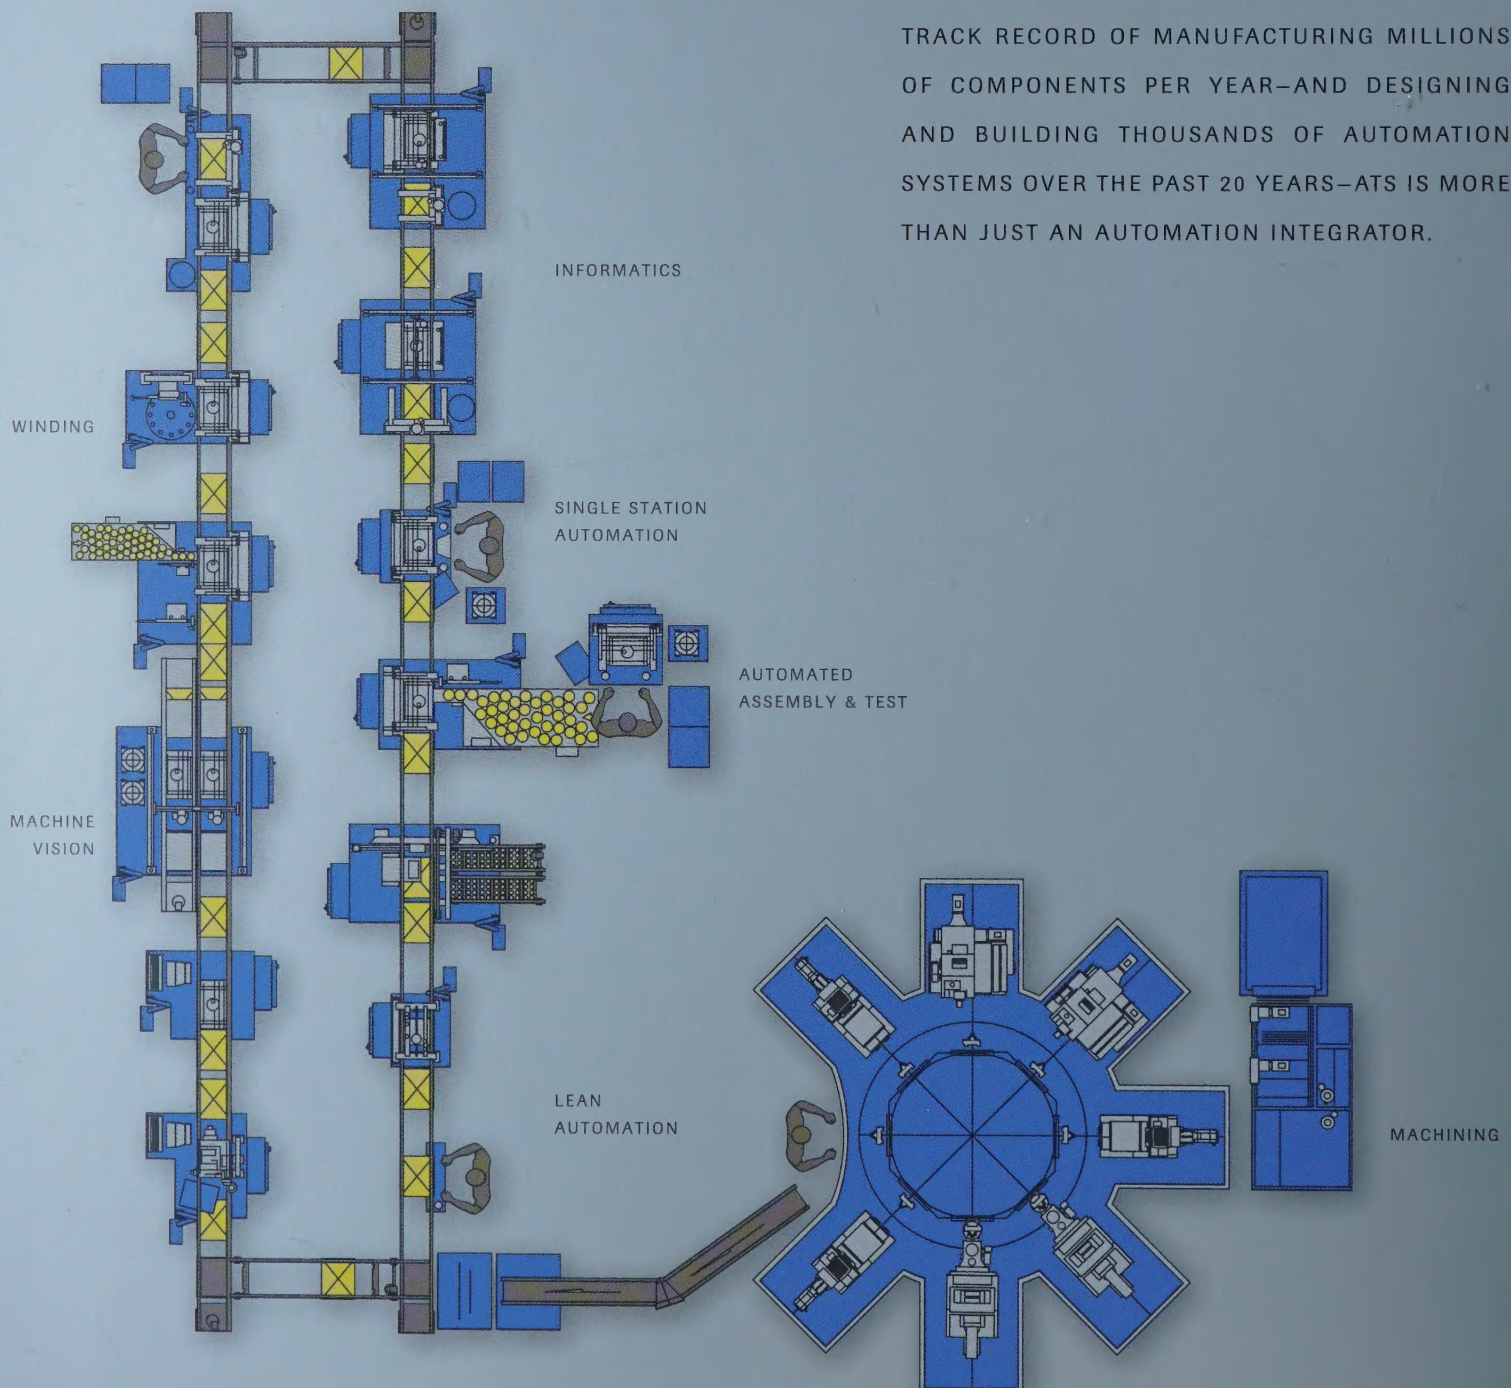 TRACK RECORD OF MANUFACTURING MILLIONS
OF COMPONENTS PER YEAR–AND DESIGNING
AND BUILDING THOUSANDS OF AUTOMATION
SYSTEMS OVER THE PAST 20 YEARS–ATS IS MORE
THAN JUST AN AUTOMATION INTEGRATOR.
INFORMATICS
WINDING
SINGLE STATION
AUTOMATION
AUTOMATED
ASSEMBLY & TEST
MACHINE
VISION
LEAN
AUTOMATION
MACHINING